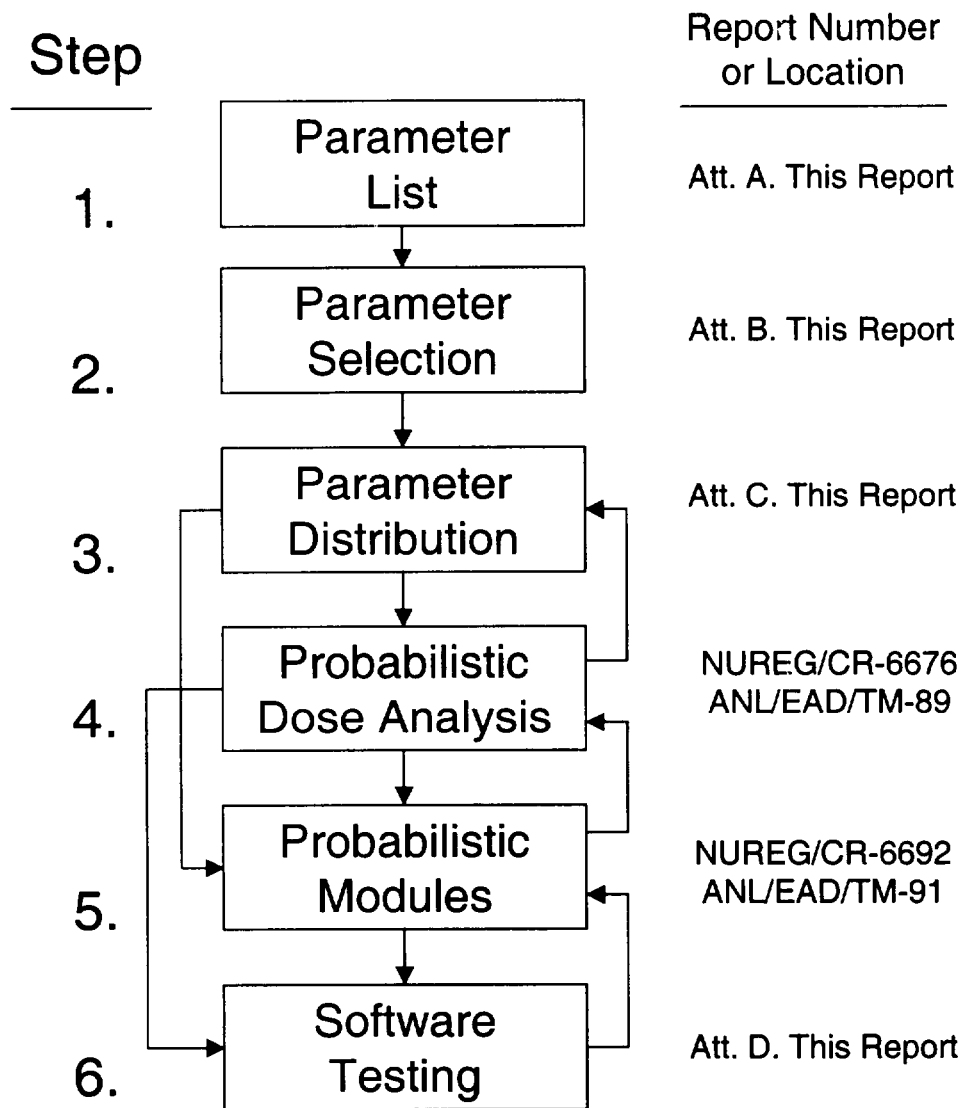 Step
Report Number
or Location
1.
Parameter
List
Att. A. This Report
2.
Parameter
Selection
Att. B. This Report
3.
Parameter
Distribution
Att. C. This Report
4.
Probabilistic
Dose Analysis
NUREG/CR-6676
ANL/EAD/TM-89
5.
Probabilistic
Modules
NUREG/CR-6692
ANL/EAD/TM-91
6.
Software
Testing
Att. D. This Report